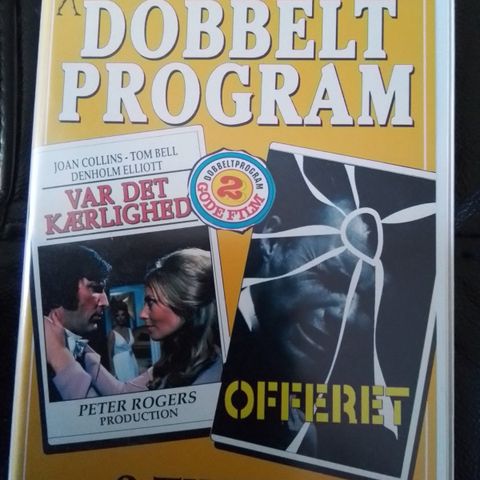 DOBBELT
PROGRAM
JOAN COLLINS - TOM BELL
DENHOLM ELLIOTT
VAR DET
KÆRLIGHED
PETER ROGERS
PRODUCTION
DOBBELTPROGRAM
2
GODE FILM
OFFERET